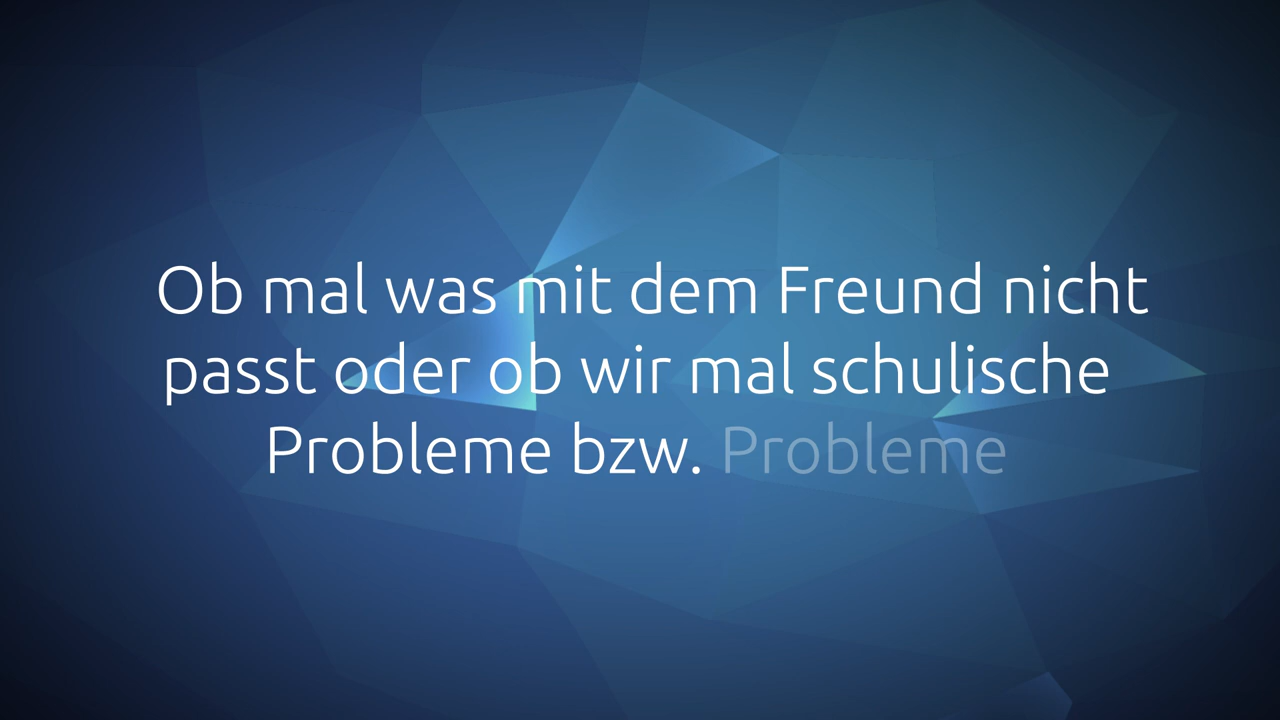 Ob mal was mit dem Freund nicht
passt oder ob wir mal schulische
Probleme bzw. Probleme